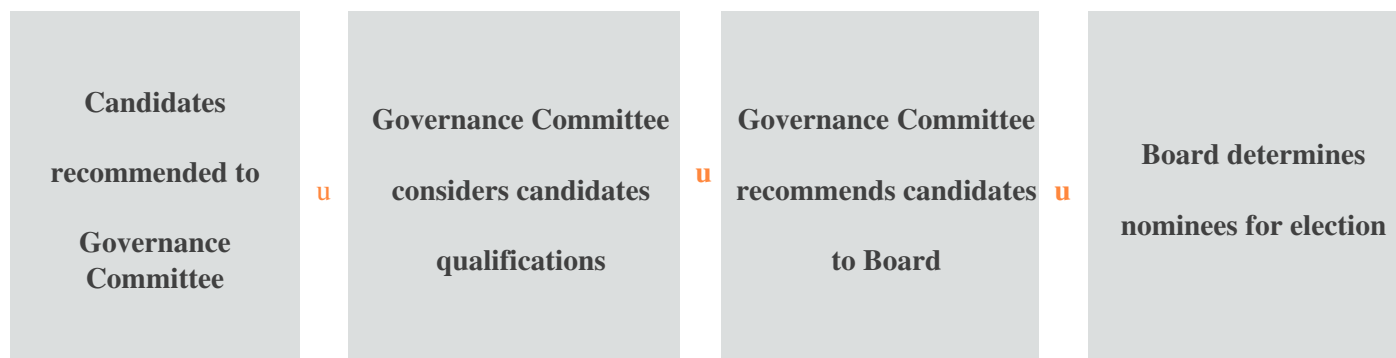 Candidates
recommended to
Governance
Committee
u
Governance Committee
considers candidates
qualifications
u
Governance Committee
recommends candidates
to Board
u
Board determines
nominees for election